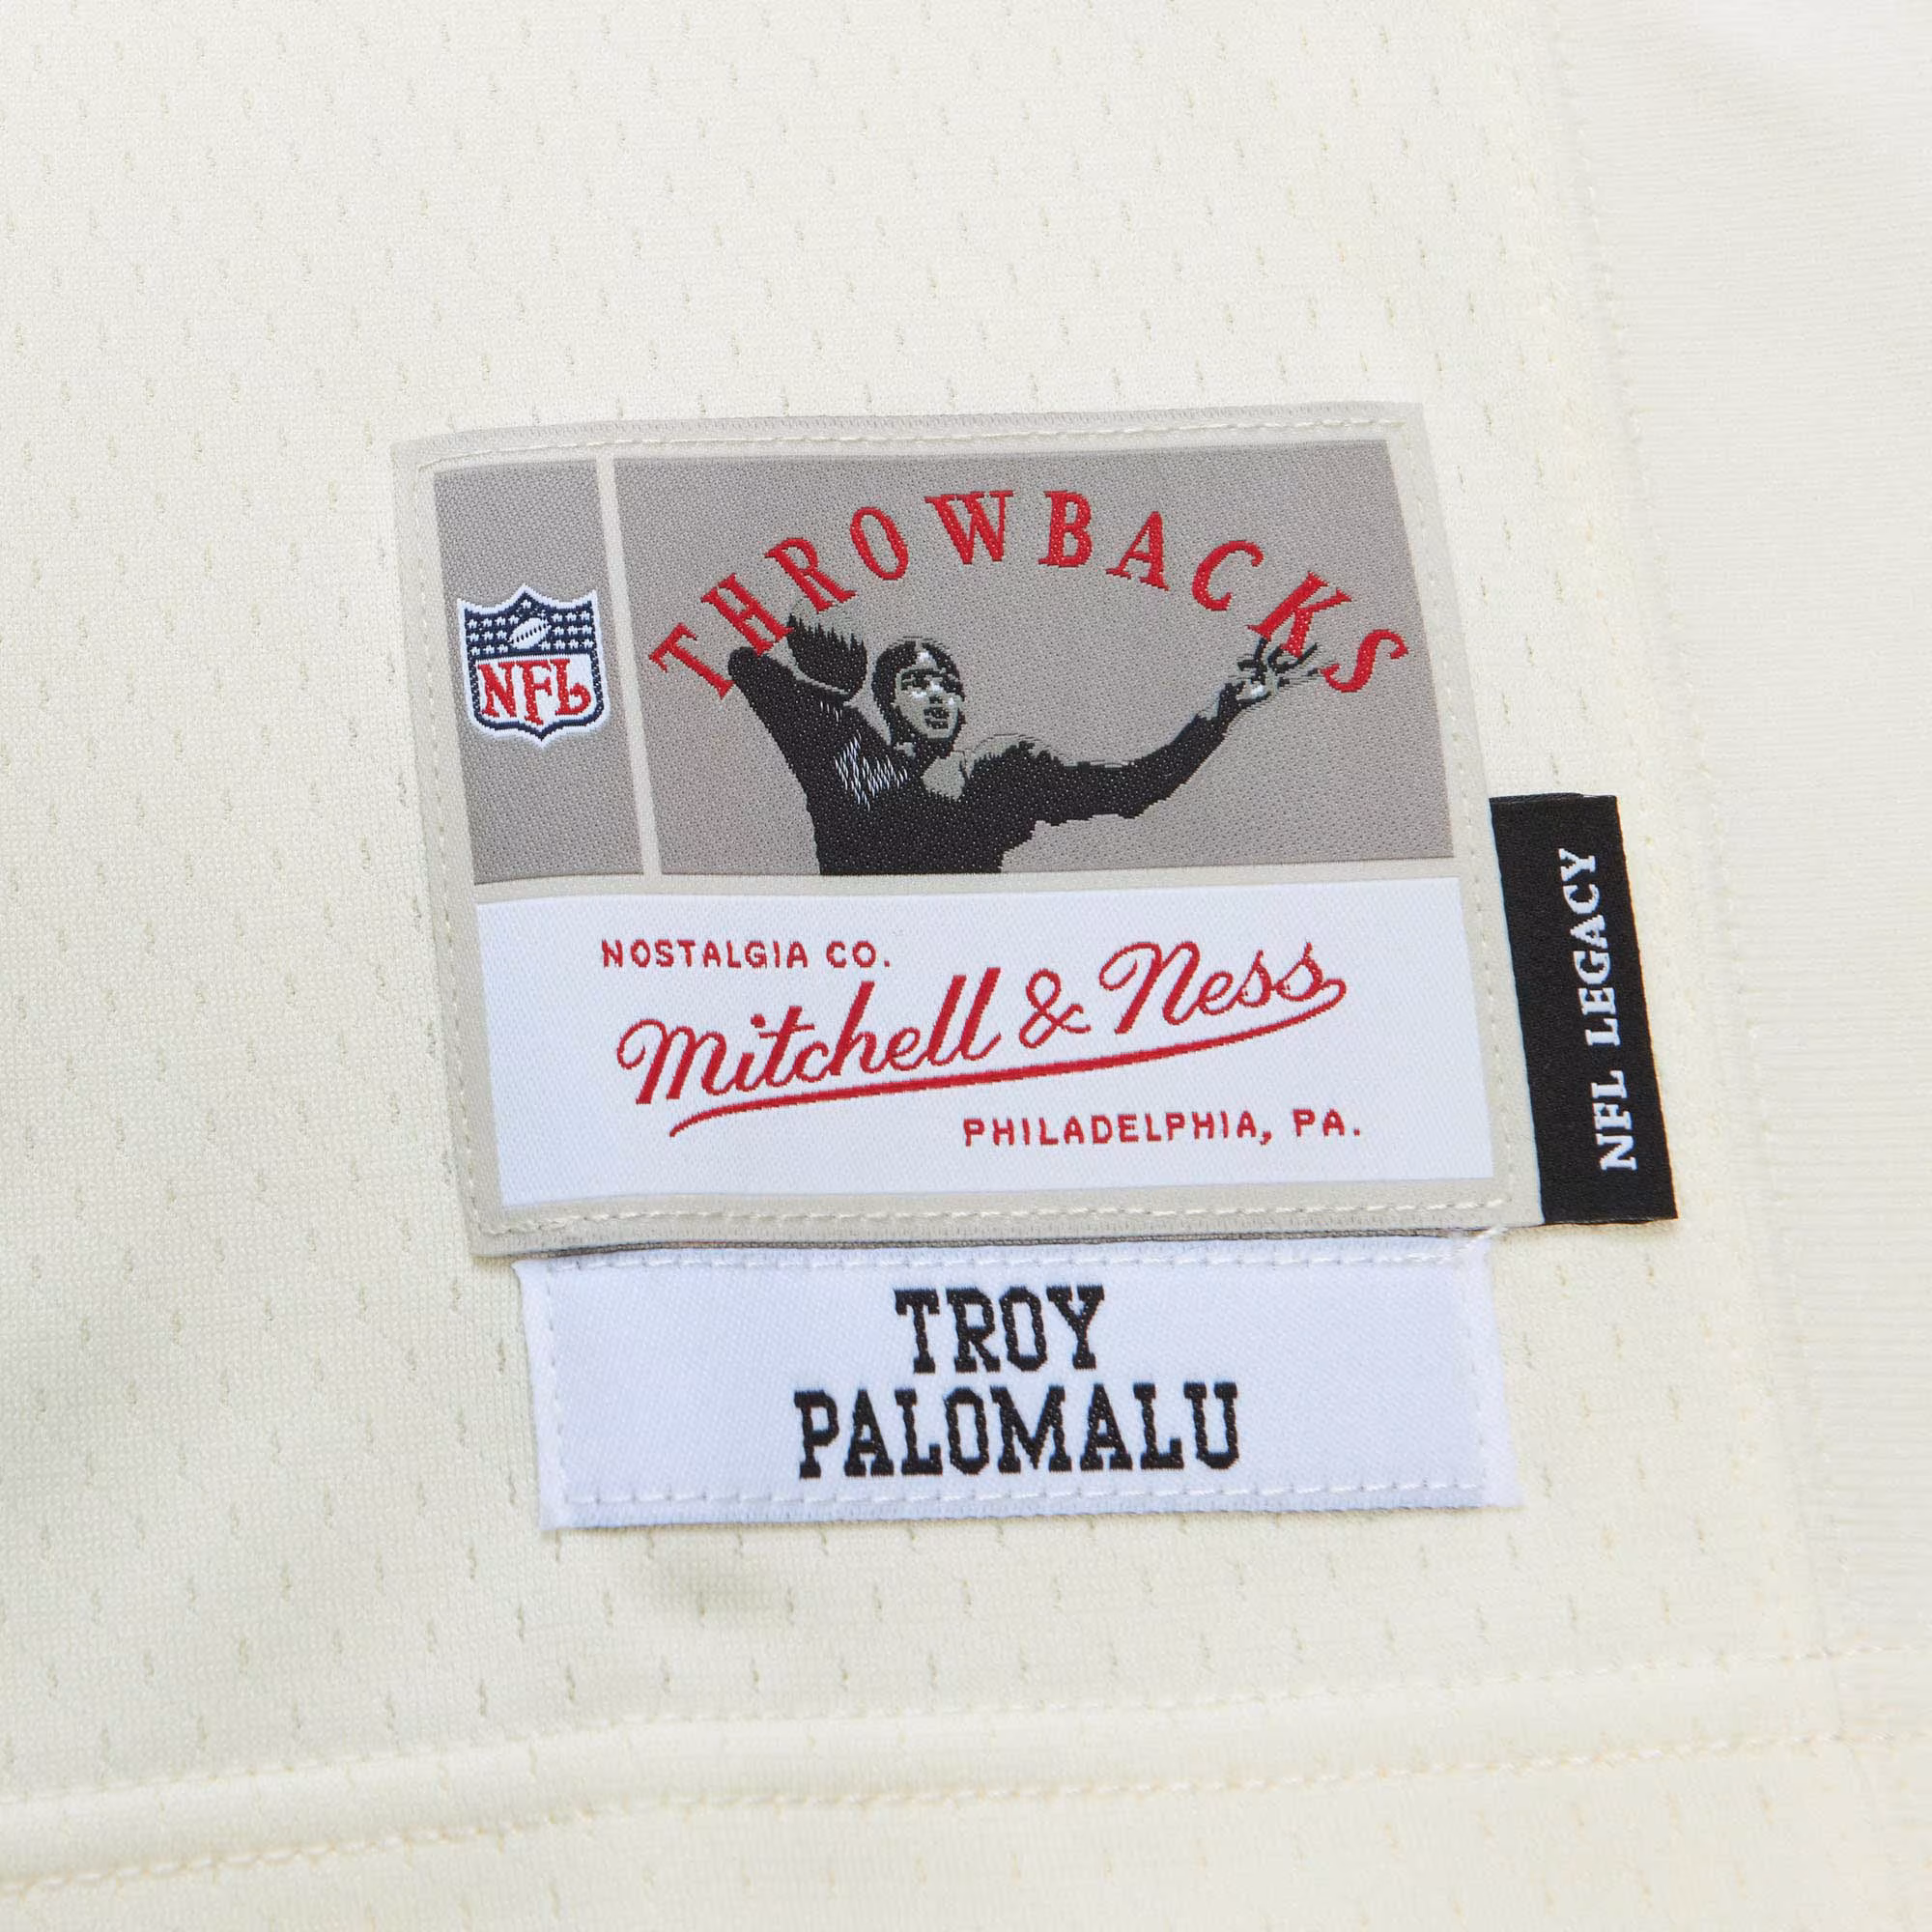 THROWBACKS
NFL
NOSTALGIA CO.
Mitchell & Ness
PHILADELPHIA, PA.
NFL LEGACY
TROY
PALOMALU